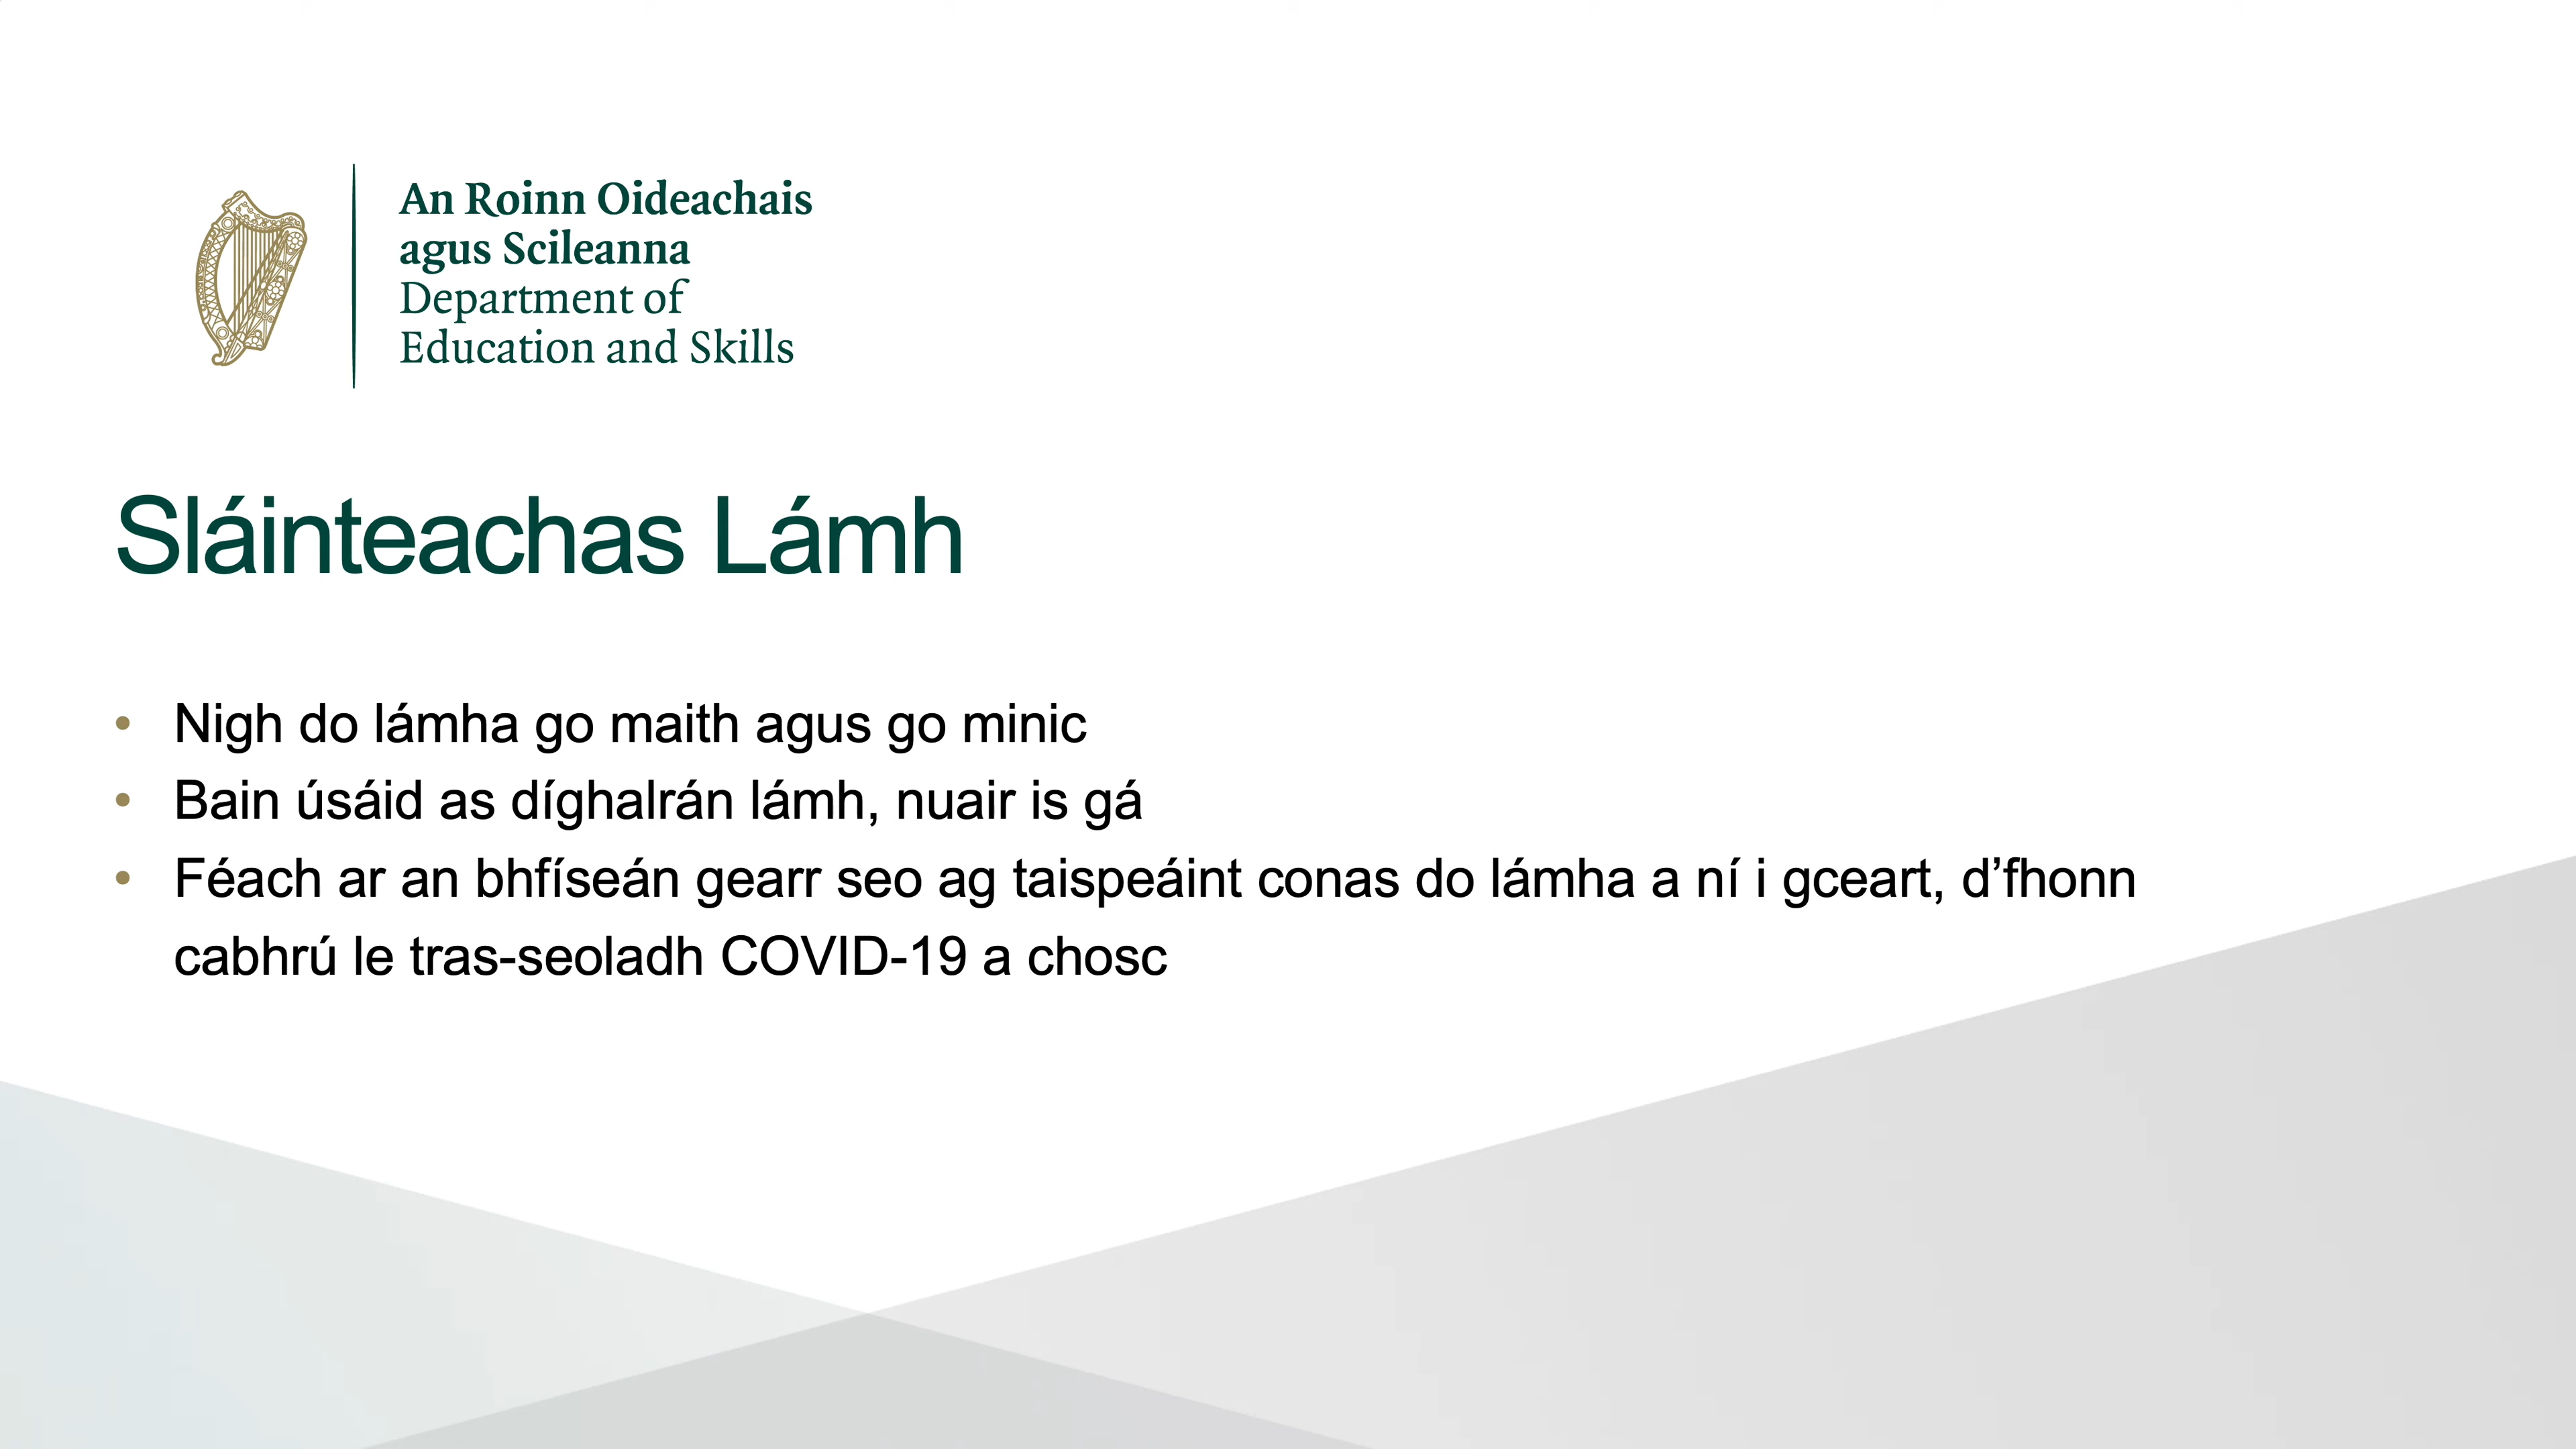 An Roinn Oideachais
agus Scileanna
Department of
Education and Skills
Sláinteachas Lámh
• Nigh do lámha go maith agus go minic
• Bain úsáid as díghalrán lámh, nuair is gá
• Féach ar an bhfíseán gearr seo ag taispeáint conas do lámha a ní i gceart, d’fhonn
cabhrú le tras-seoladh COVID-19 a chosc